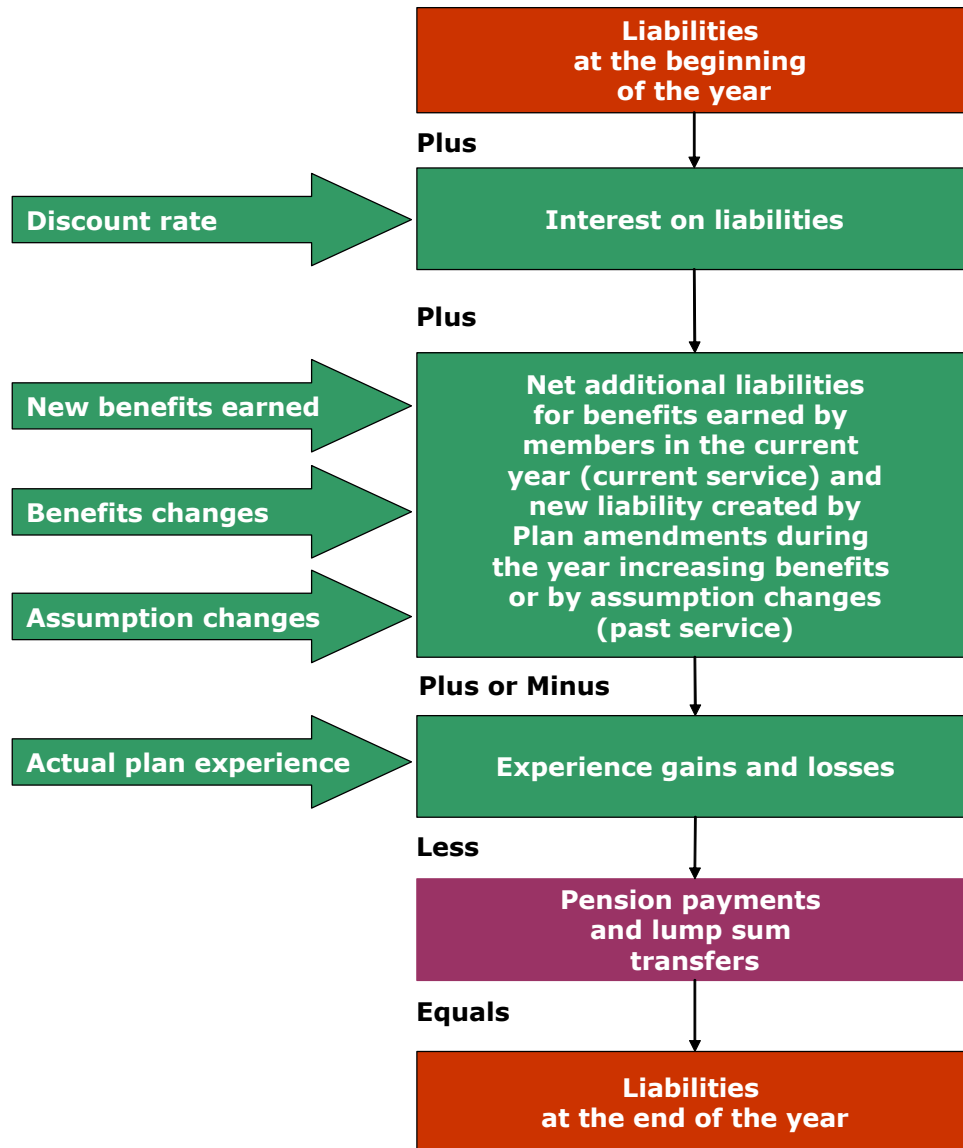 Liabilities
at the beginning
of the year
Plus
Discount rate
Interest on liabilities
Plus
New benefits earned
Benefits changes
Assumption changes
Net additional liabilities
for benefits earned by
members in the current
year (current service) and
new liability created by
Plan amendments during
the year increasing benefits
or by assumption changes
(past service)
Plus or Minus
Actual plan experience
Experience gains and losses
Less
Pension payments
and lump sum
transfers
Equals
Liabilities
at the end of the year